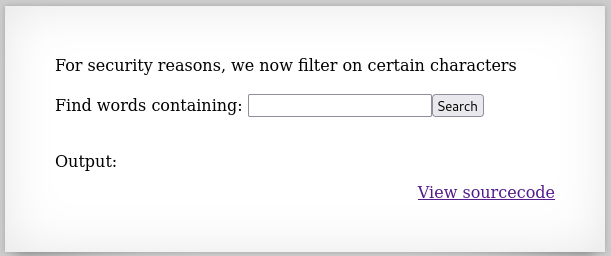 For security reasons, we now filter on certain characters
Find words containing: Search
Output:
View sourcecode